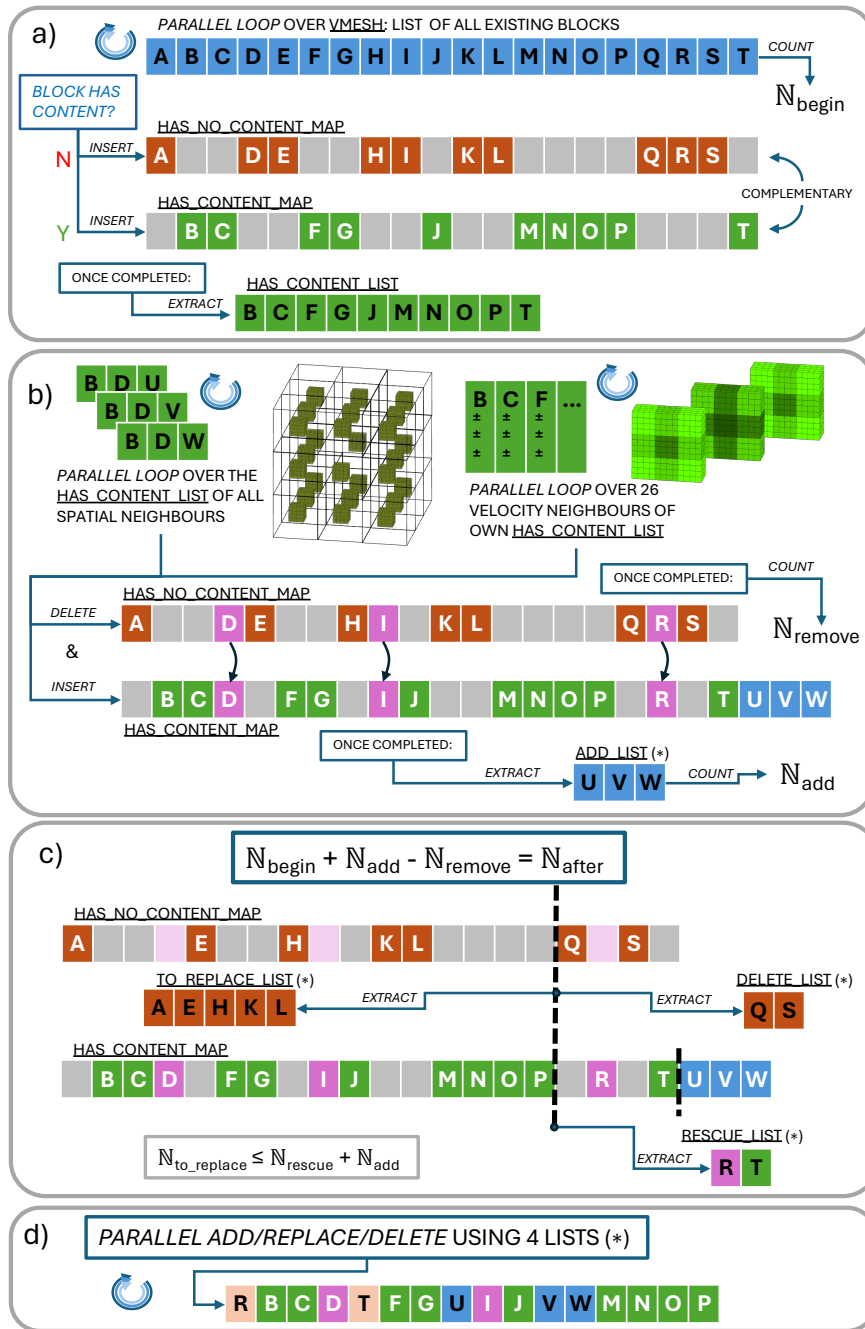 a)
PARALLEL LOOP OVER VMESH: LIST OF ALL EXISTING BLOCKS
A B C D E F G H I J K L M N O P Q R S T
COUNT
ℕbegin
BLOCK HAS
CONTENT?
HAS_NO_CONTENT_MAP
N
INSERT
A D E H I K L Q R S
COMPLEMENTARY
HAS_CONTENT_MAP
Y
INSERT
B C F G J M N O P T
ONCE COMPLETED:
EXTRACT
HAS_CONTENT_LIST
B C F G J M N O P T
b)
B D U
B D V
B D W
PARALLEL LOOP OVER THE
HAS_CONTENT_LIST OF ALL
SPATIAL NEIGHBOURS
B C F ...
± ± ±
± ± ±
± ± ±
PARALLEL LOOP OVER 26
VELOCITY NEIGHBOURS OF
OWN HAS_CONTENT_LIST
HAS_NO_CONTENT_MAP
ONCE COMPLETED:
COUNT
ℕremove
DELETE
A D E H I K L Q R S
&
INSERT
B C D F G I J M N O P R T U V W
HAS_CONTENT_MAP
ONCE COMPLETED:
EXTRACT
ADD_LIST (*)
U V W
COUNT
ℕadd
c)
ℕbegin + ℕadd - ℕremove = ℕafter
HAS_NO_CONTENT_MAP
A E H K L Q S
TO_REPLACE_LIST (*)
A E H K L
EXTRACT
EXTRACT
DELETE_LIST (*)
Q S
HAS_CONTENT_MAP
B C D F G I J M N O P R T U V W
ℕto_replace ≤ ℕrescue + ℕadd
EXTRACT
RESCUE_LIST (*)
R T
d)
PARALLEL ADD/REPLACE/DELETE USING 4 LISTS (*)
R B C D T F G U I J V W M N O P